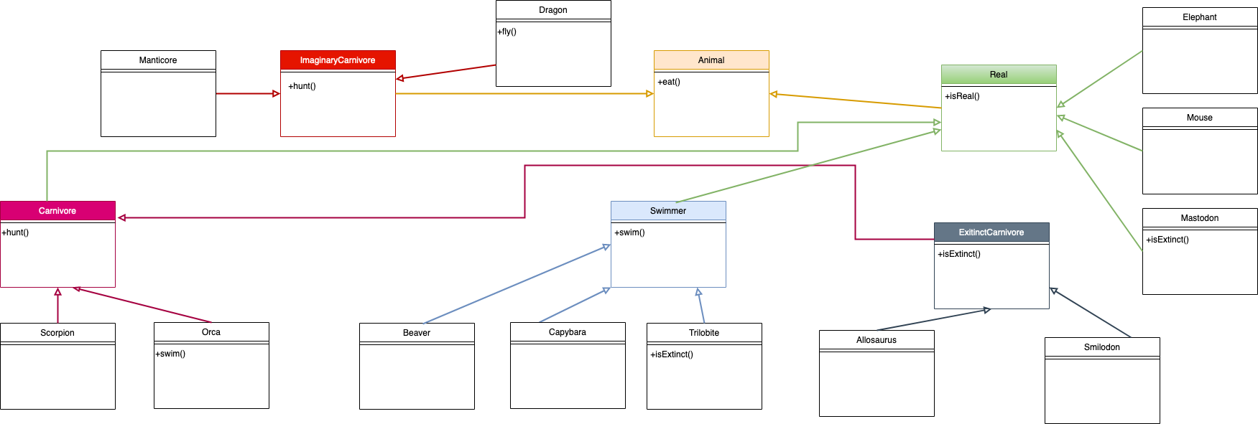 Dragon
+fly()
Elephant
Manticore
ImaginaryCarnivore
+hunt()
Animal
+eat()
Real
+isReal()
Mouse
Carnivore
+hunt()
Swimmer
+swim()
ExitinctCarnivore
+isExtinct()
Mastodon
+isExtinct()
Scorpion
Orca
+swim()
Beaver
Capybara
Trilobite
+isExtinct()
Allosaurus
Smilodon